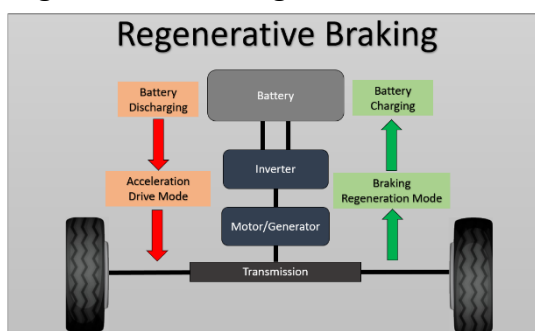 Regenerative Braking
Battery
Discharging
Battery
Battery
Charging
Inverter
Acceleration
Drive Mode
Braking
Regeneration Mode
Motor/Generator
Transmission